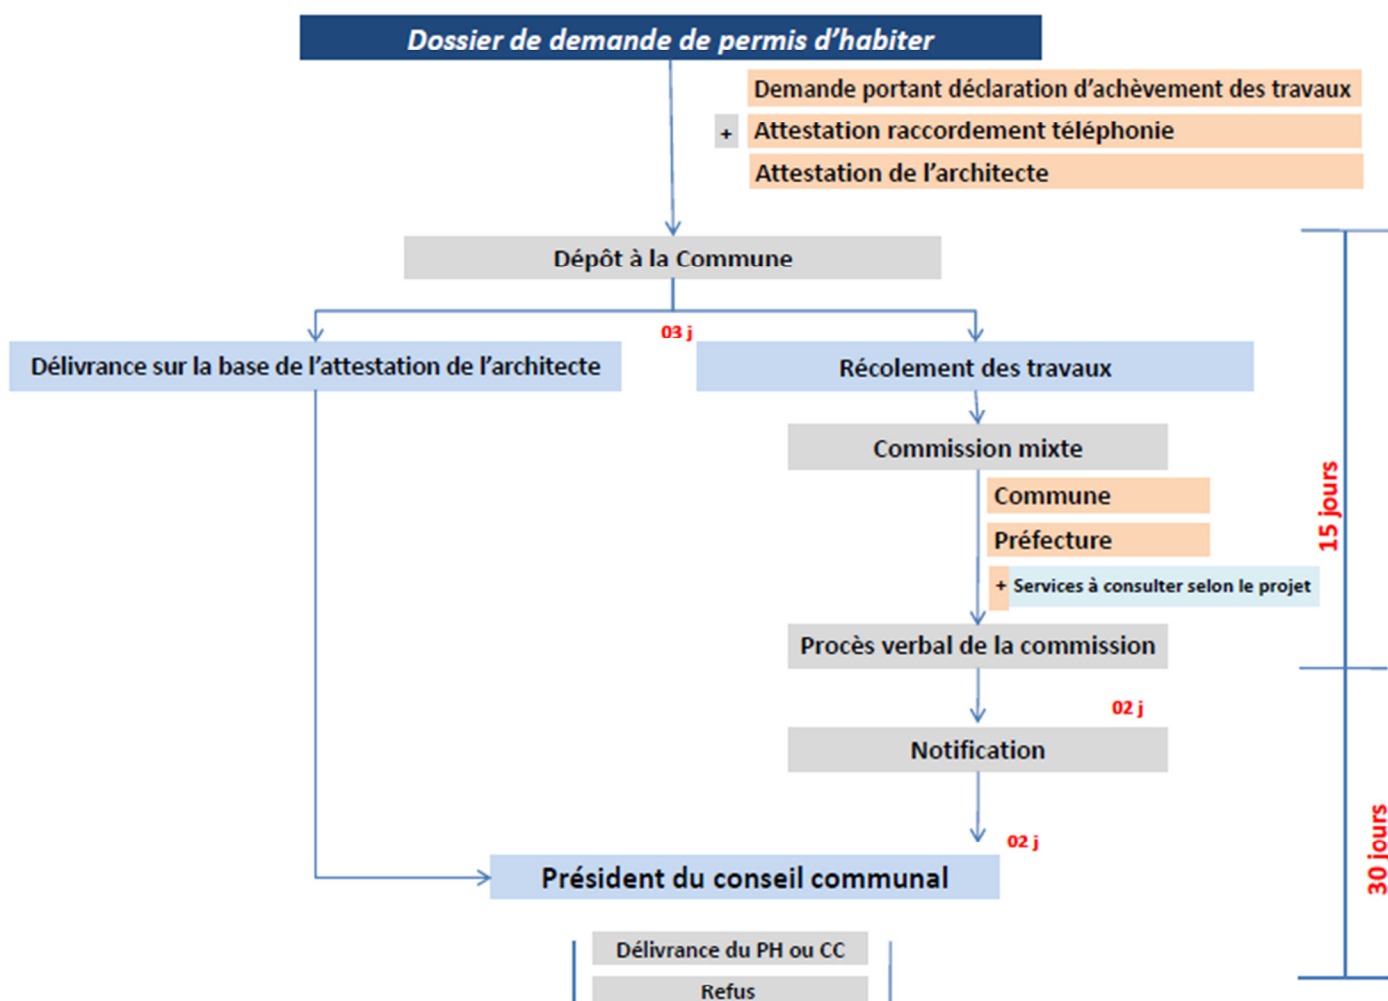 Dossier de demande de permis d'habiter
Demande portant déclaration d'achèvement des travaux
+ Attestation raccordement téléphonie
Attestation de l'architecte
Dépôt à la Commune
03 j
Délivrance sur la base de l'attestation de l'architecte
Récolement des travaux
Commission mixte
Commune
Préfecture
+ Services à consulter selon le projet
15 jours
Procès verbal de la commission
02 j
Notification
02 j
30 jours
Président du conseil communal
Délivrance du PH ou CC
Refus